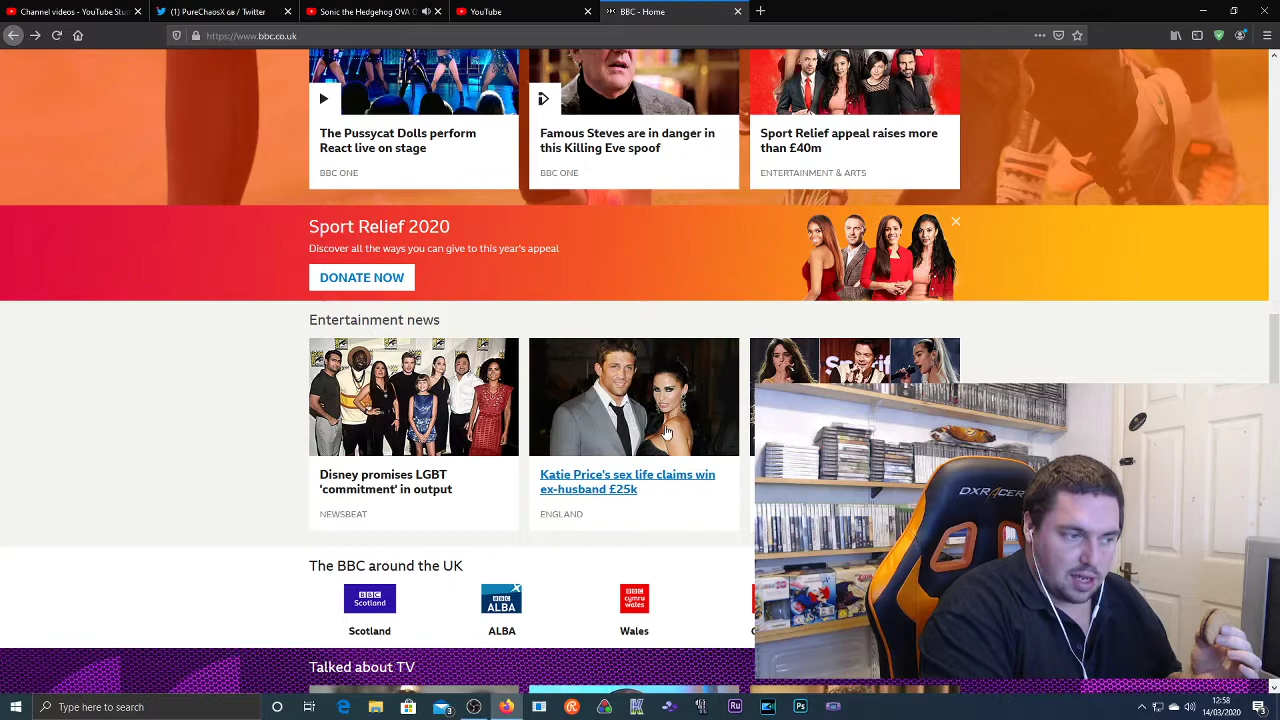 Channel videos - YouTube Stud
(1) PureChaosX / Twitter
Sonic the Hedgehog OVA
YouTube
BBC - Home
https://www.bbc.co.uk
The Pussycat Dolls perform
React live on stage
BBC ONE
Famous Steves are in danger in
this Killing Eve spoof
BBC ONE
Sport Relief appeal raises more
than £40m
ENTERTAINMENT & ARTS
Sport Relief 2020
Discover all the ways you can give to this year's appeal
DONATE NOW
Entertainment news
Disney promises LGBT
'commitment' in output
NEWSBEAT
Katie Price's sex life claims win
ex-husband £25k
ENGLAND
The BBC around the UK
BBC
Scotland
BBC
ALBA
BBC
cymru
wales
Scotland
ALBA
Wales
Talked about TV
DXRACER
Type here to search
3
Ru
Ps
12:58
14/03/2020